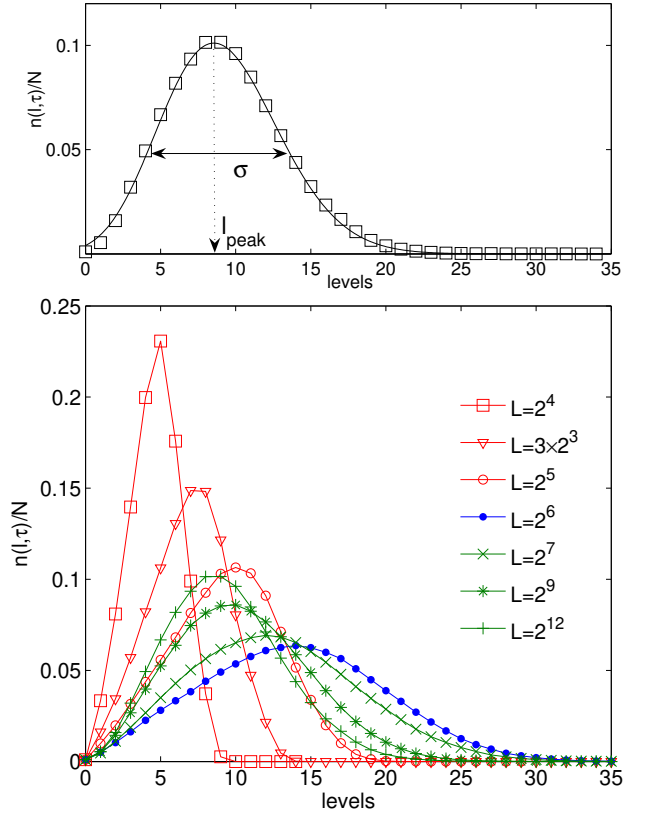 n(l,τ)/N
0.1
0.05
σ
l_peak
0 5 10 15 20 25 30 35
levels
n(l,τ)/N
0.25
0.2
0.15
0.1
0.05
0
0 5 10 15 20 25 30 35
levels
L=2^4
L=3×2^3
L=2^5
L=2^6
L=2^7
L=2^9
L=2^12